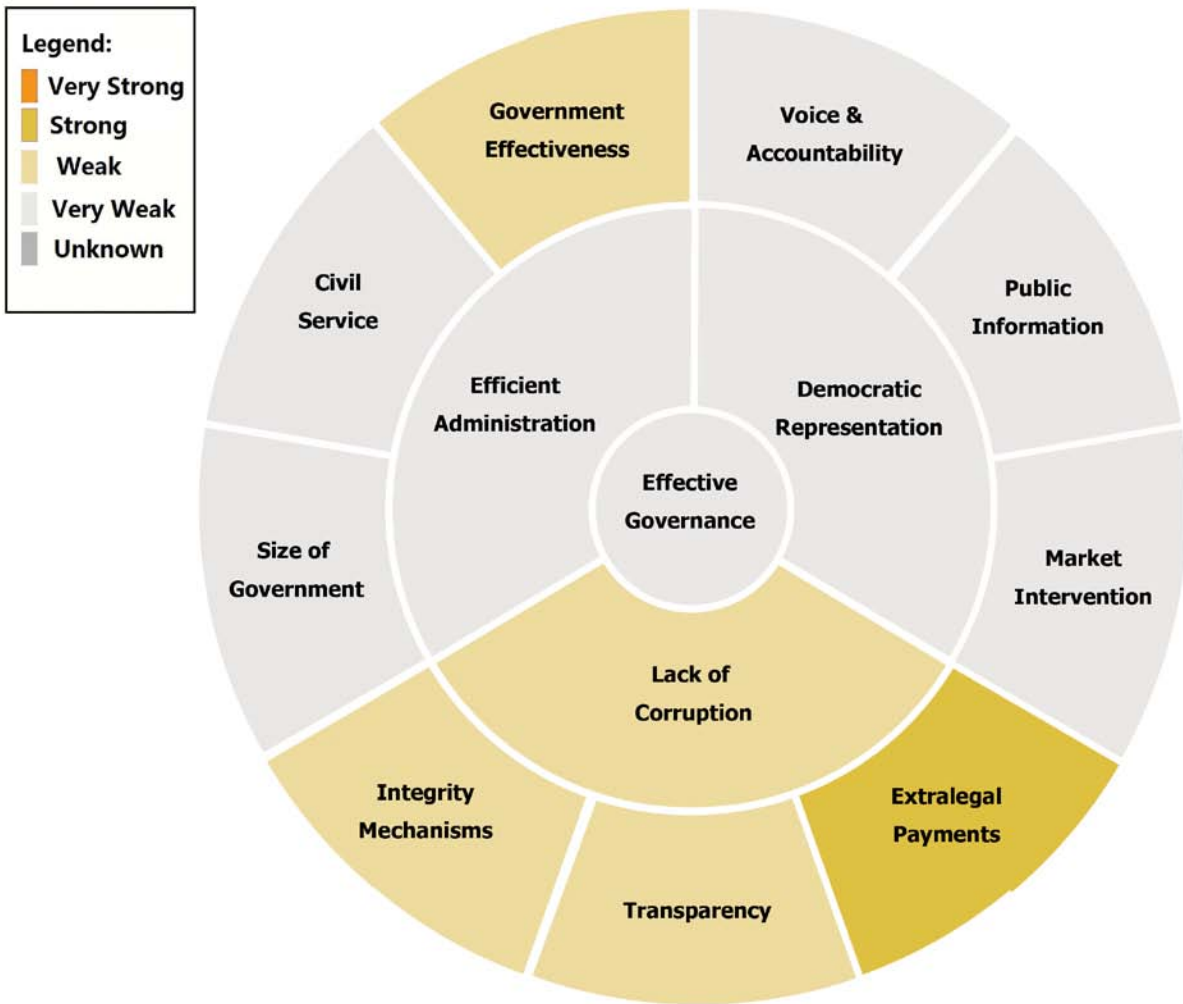 Legend:
Very Strong
Strong
Weak
Very Weak
Unknown
Government
Effectiveness
Voice &
Accountability
Civil
Service
Public
Information
Efficient
Administration
Democratic
Representation
Effective
Governance
Size of
Government
Market
Intervention
Lack of
Corruption
Integrity
Mechanisms
Extralegal
Payments
Transparency